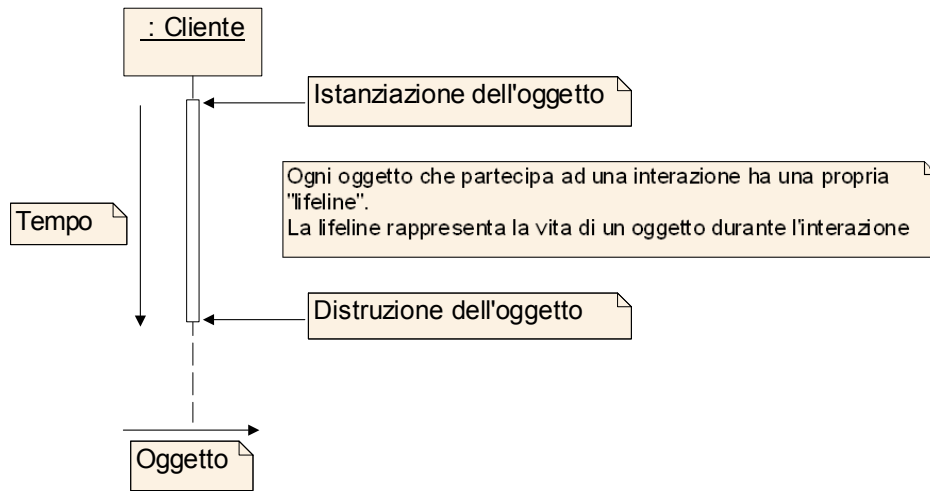 : Cliente
Istanziazione dell'oggetto
Ogni oggetto che partecipa ad una interazione ha una propria
"lifeline".
La lifeline rappresenta la vita di un oggetto durante l'interazione
Tempo
Distruzione dell'oggetto
Oggetto